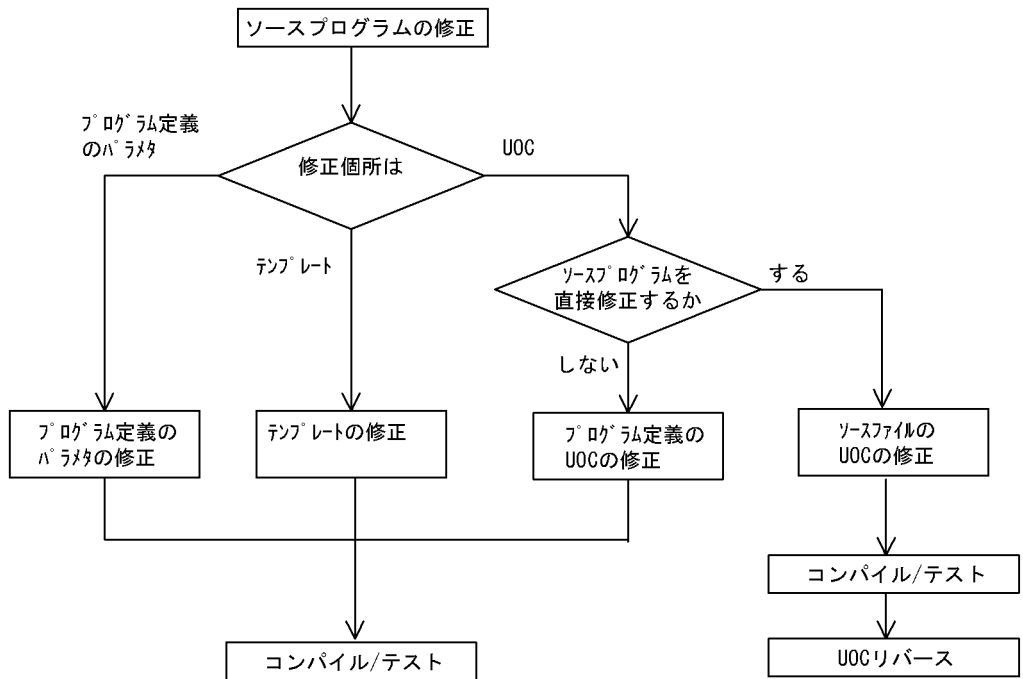 ソースプログラムの修正
ﾌﾟﾛｸﾞﾗﾑ定義
のﾊﾟﾗﾒﾀ
修正個所は
UOC
ﾃﾝﾌﾟﾚｰﾄ
ｿｰｽﾌﾟﾛｸﾞﾗﾑを
直接修正するか
する
しない
ﾌﾟﾛｸﾞﾗﾑ定義の
ﾊﾟﾗﾒﾀの修正
ﾃﾝﾌﾟﾚｰﾄの修正
ﾌﾟﾛｸﾞﾗﾑ定義の
UOCの修正
ｿｰｽﾌｧｲﾙの
UOCの修正
コンパイル/テスト
コンパイル/テスト
UOCリバース